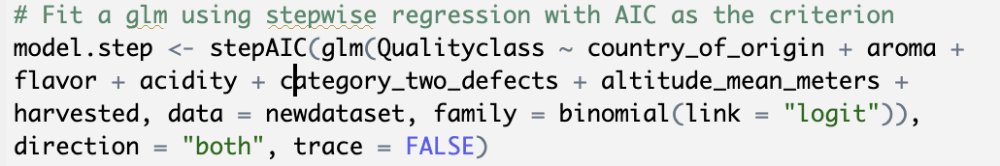 # Fit a glm using stepwise regression with AIC as the criterion
model.step <- stepAIC(glm(Qualityclass ~ country_of_origin + aroma +
flavor + acidity + category_two_defects + altitude_mean_meters +
harvested, data = newdataset, family = binomial(link = "logit")),
direction = "both", trace = FALSE)